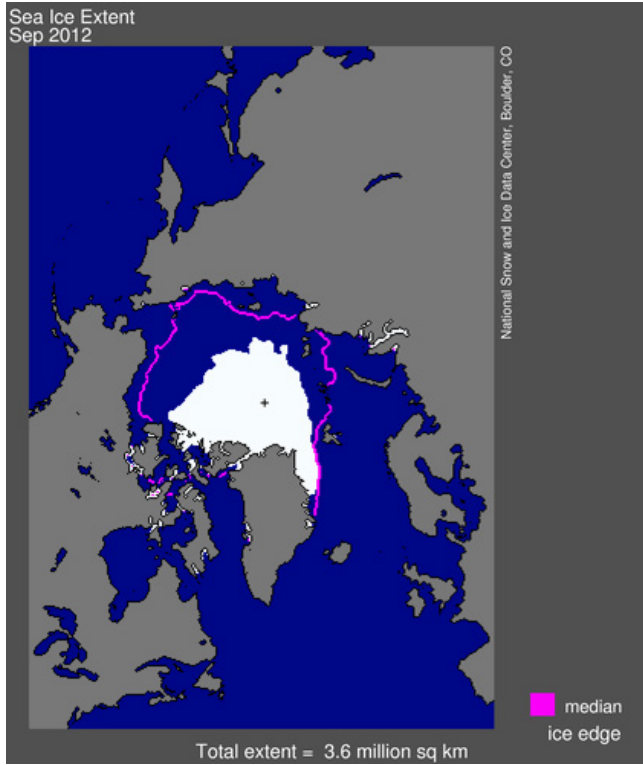 Sea Ice Extent
Sep 2012
National Snow and Ice Data Center, Boulder, CO
median
ice edge
Total extent = 3.6 million sq km